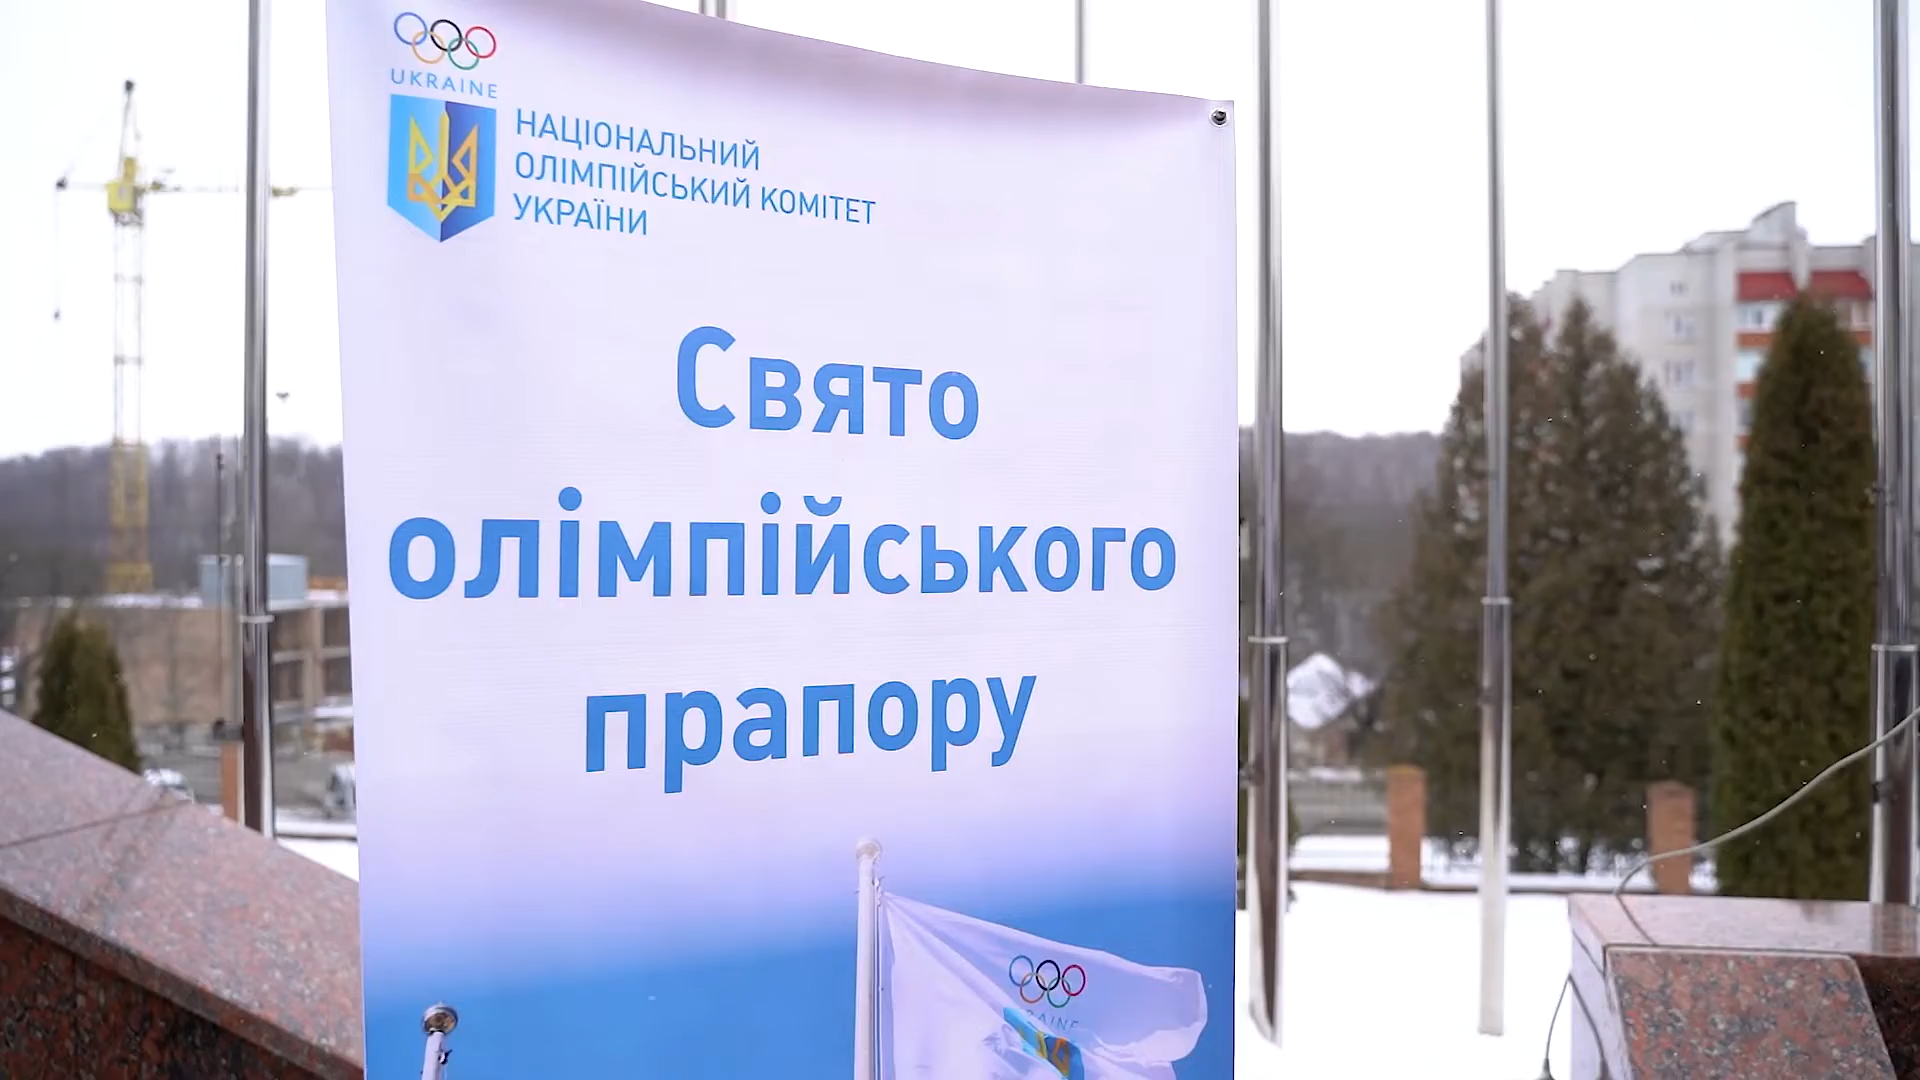 UKRAINE
НАЦІОНАЛЬНИЙ
ОЛІМПІЙСЬКИЙ КОМІТЕТ
УКРАЇНИ
Свято
олімпійського
прапору